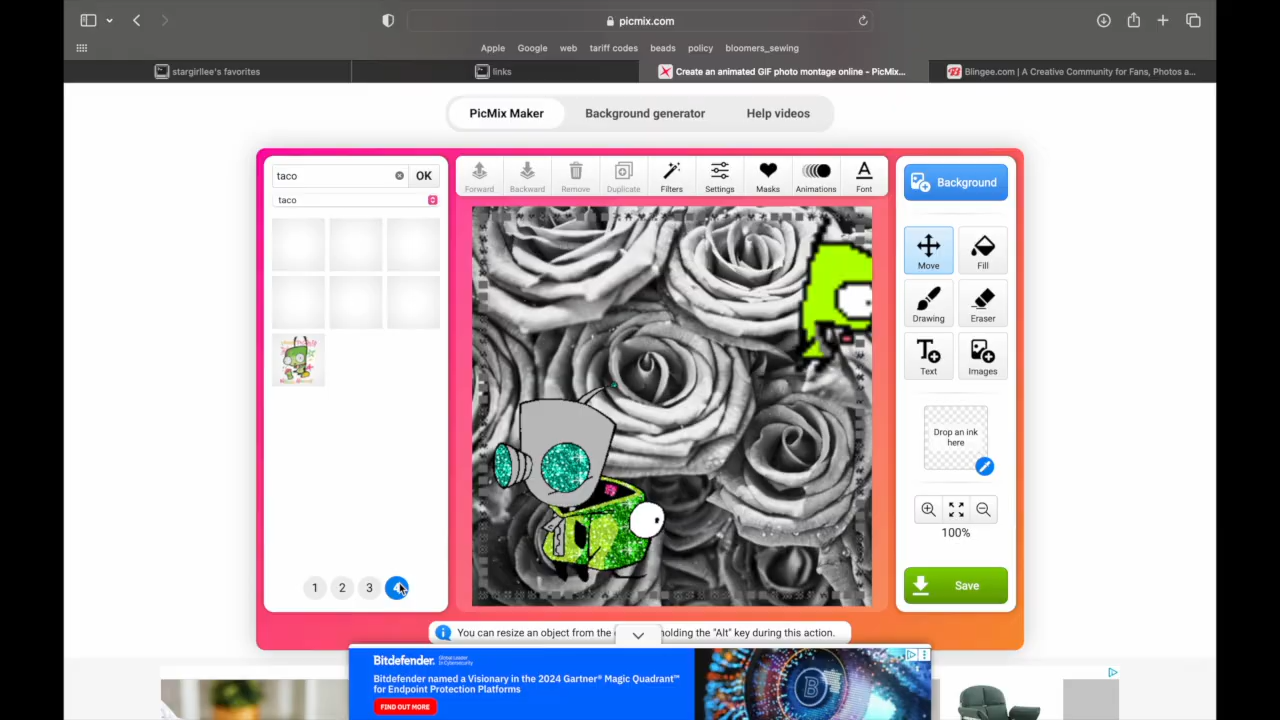 picmix.com
Apple Google web tariff codes beads policy bloomers_sewing
stargirllee's favorites
links
Create an animated GIF photo montage online - PicMix...
Blingee.com | A Creative Community for Fans, Photos a...
PicMix Maker
Background generator
Help videos
taco
OK
taco
Forward
Backward
Remove
Duplicate
Filters
Settings
Masks
Animations
Font
Background
Move
Fill
Drawing
Eraser
Text
Images
Drop an ink
here
100%
Save
1 2 3
You can resize an object from the
holding the "Alt" key during this action.
Bitdefender.
Global Leader
In Cybersecurity
Bitdefender named a Visionary in the 2024 Gartner® Magic Quadrant™
for Endpoint Protection Platforms
FIND OUT MORE